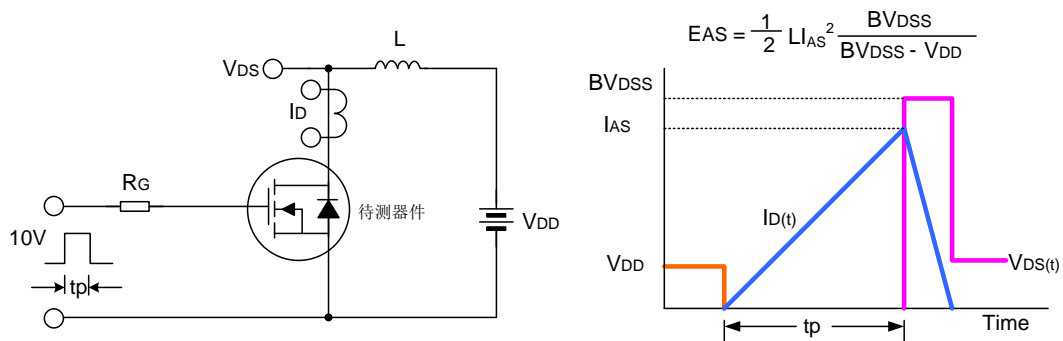 VDS
L
ID
RG
待测器件
10V
tp
VDD
EAS = 1/2 LIAS² BVDSS / (BVDSS - VDD)
BVDSS
IAS
ID(t)
VDD
VDS(t)
tp
Time